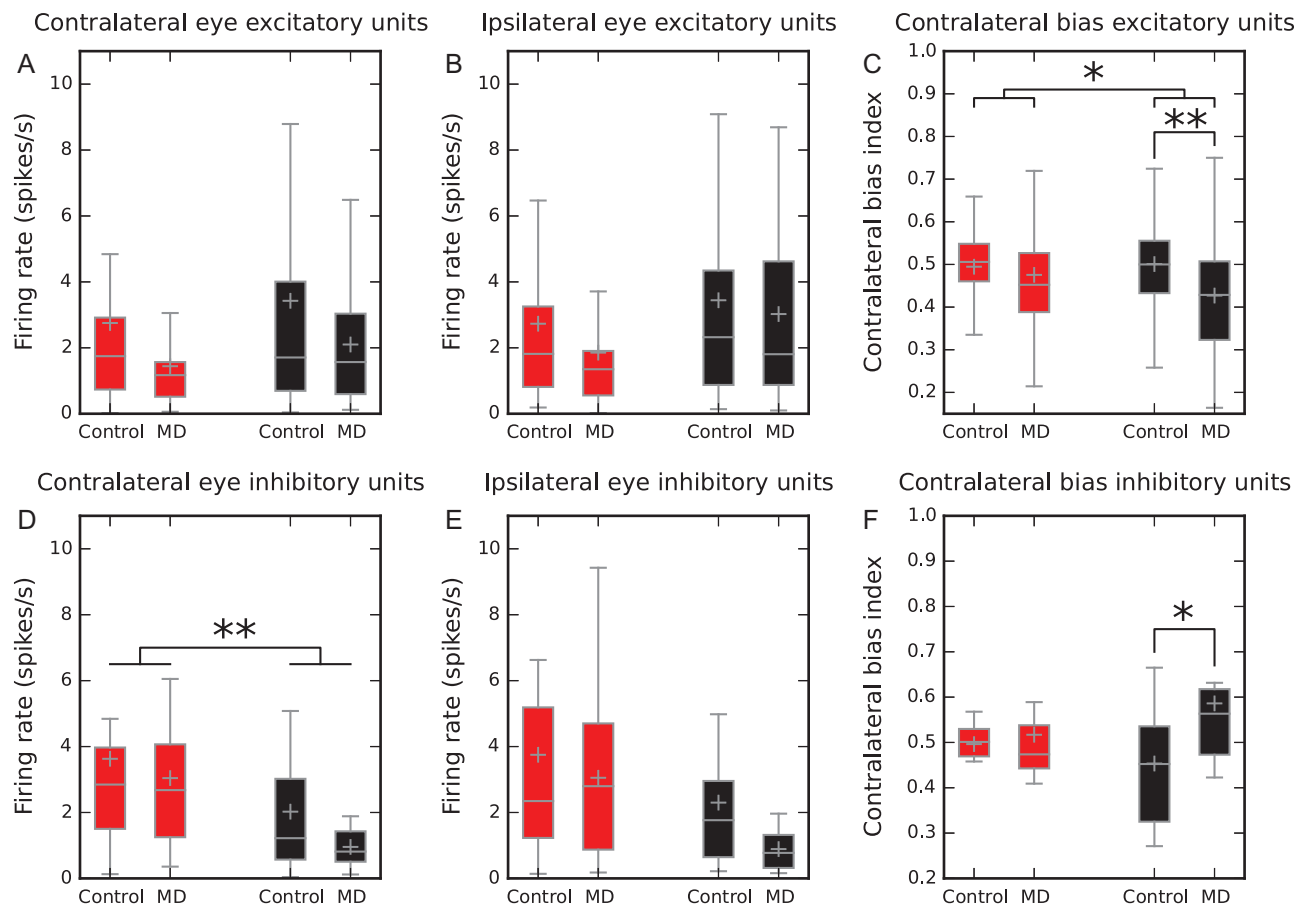 Contralateral eye excitatory units
Ipsilateral eye excitatory units
Contralateral bias excitatory units
A
Firing rate (spikes/s)
10
8
6
4
2
0
Control MD Control MD
B
Firing rate (spikes/s)
10
8
6
4
2
0
Control MD Control MD
C
Contralateral bias index
1.0
0.9
0.8
0.7
0.6
0.5
0.4
0.3
0.2
*
**
Control MD Control MD
Contralateral eye inhibitory units
Ipsilateral eye inhibitory units
Contralateral bias inhibitory units
D
Firing rate (spikes/s)
10
8
6
4
2
0
**
Control MD Control MD
E
Firing rate (spikes/s)
10
8
6
4
2
0
Control MD Control MD
F
Contralateral bias index
1.0
0.9
0.8
0.7
0.6
0.5
0.4
0.3
0.2
*
Control MD Control MD